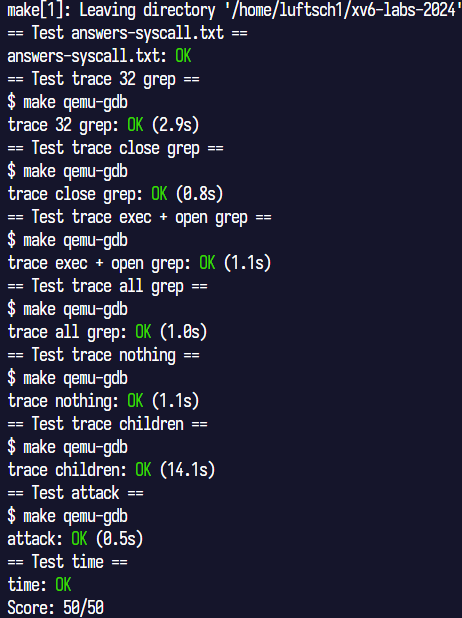 make[1]: Leaving directory '/home/luftsch1/xv6-labs-2024'
== Test answers-syscall.txt ==
answers-syscall.txt: OK
== Test trace 32 grep ==
$ make qemu-gdb
trace 32 grep: OK (2.9s)
== Test trace close grep ==
$ make qemu-gdb
trace close grep: OK (0.8s)
== Test trace exec + open grep ==
$ make qemu-gdb
trace exec + open grep: OK (1.1s)
== Test trace all grep ==
$ make qemu-gdb
trace all grep: OK (1.0s)
== Test trace nothing ==
$ make qemu-gdb
trace nothing: OK (1.1s)
== Test trace children ==
$ make qemu-gdb
trace children: OK (14.1s)
== Test attack ==
$ make qemu-gdb
attack: OK (0.5s)
== Test time ==
time: OK
Score: 50/50